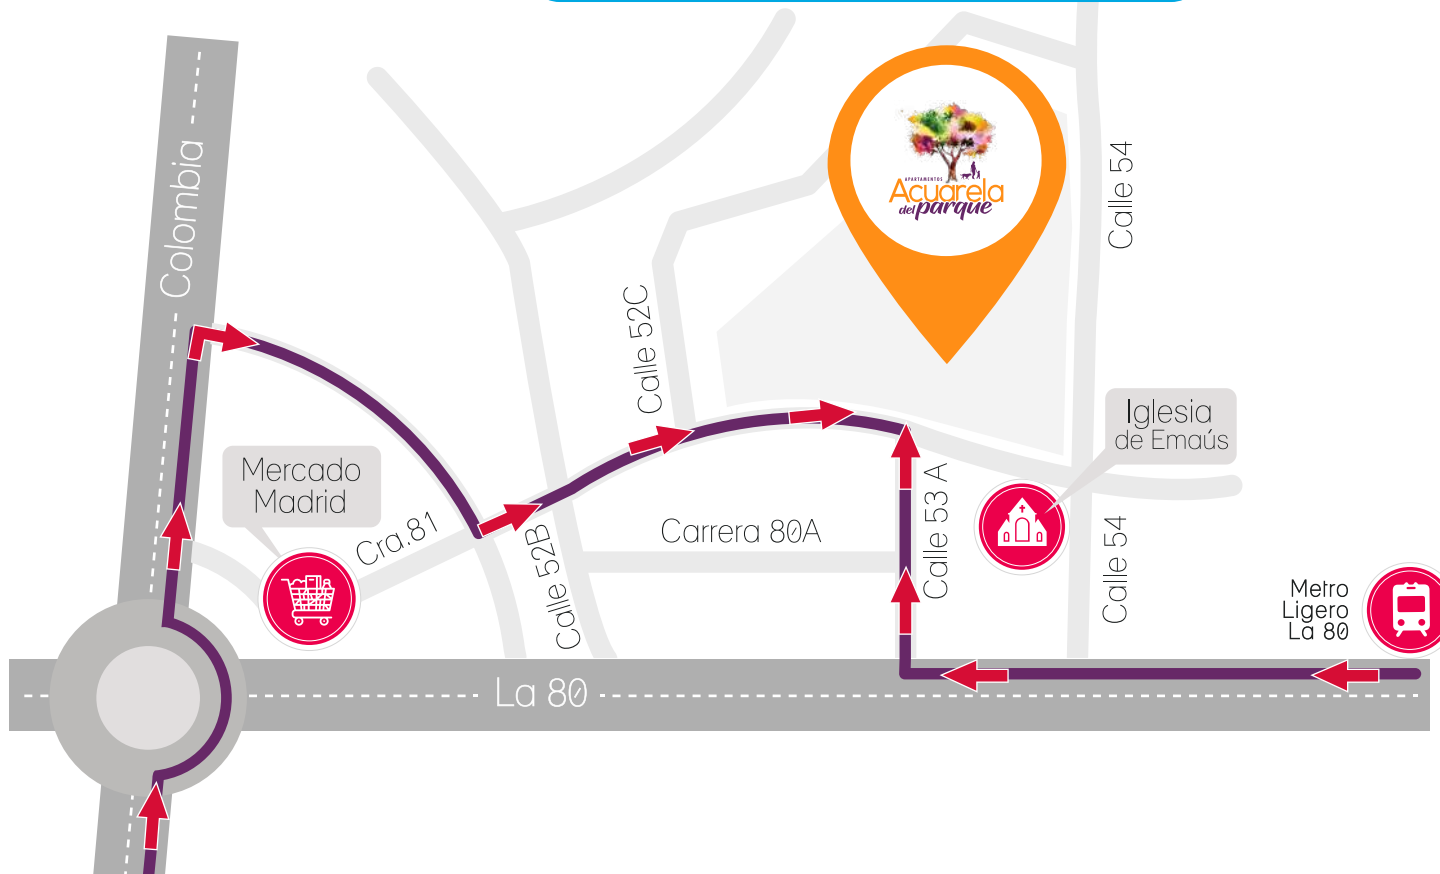 APARTAMENTOS
Acuarela
del parque
Colombia
Calle 54
Calle 52C
Iglesia
de Emaús
Mercado
Madrid
Cra.81
Carrera 80A
Calle 52B
Calle 53 A
Calle 54
Metro
Ligero
La 80
La 80